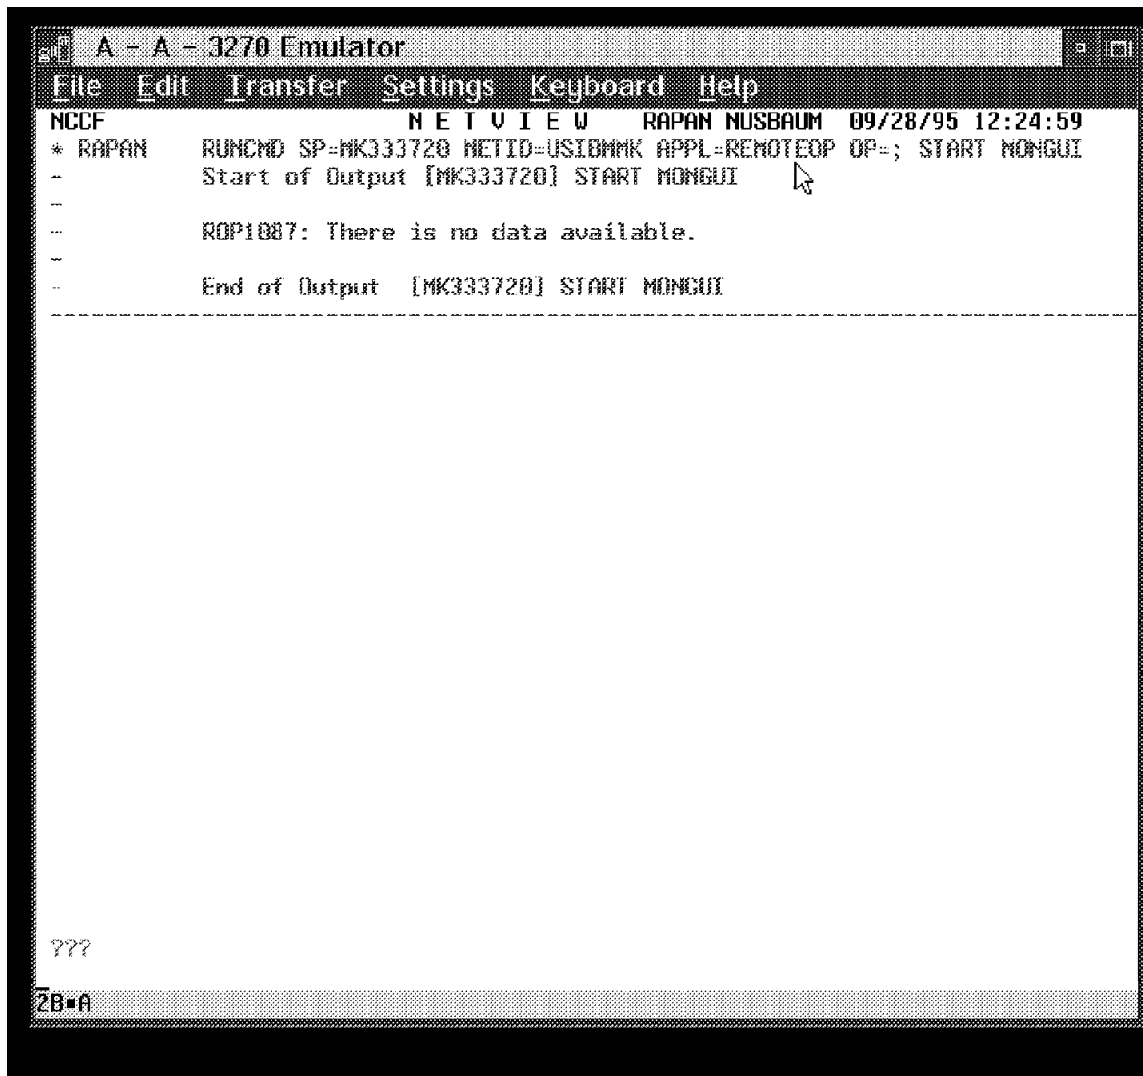 A - A - 3270 Emulator
File Edit Transfer Settings Keyboard Help
NCCF N E T V I E W RAPAN NUSBAUM 09/28/95 12:24:59
* RAPAN RUNCMD SP=MK333720 NETID=USIBMMK APPL=REMOTEOP OP=; START MONGUI
- Start of Output [MK333720] START MONGUI
-
- ROP1087: There is no data available.
-
- End of Output [MK333720] START MONGUI
???
2B▪A